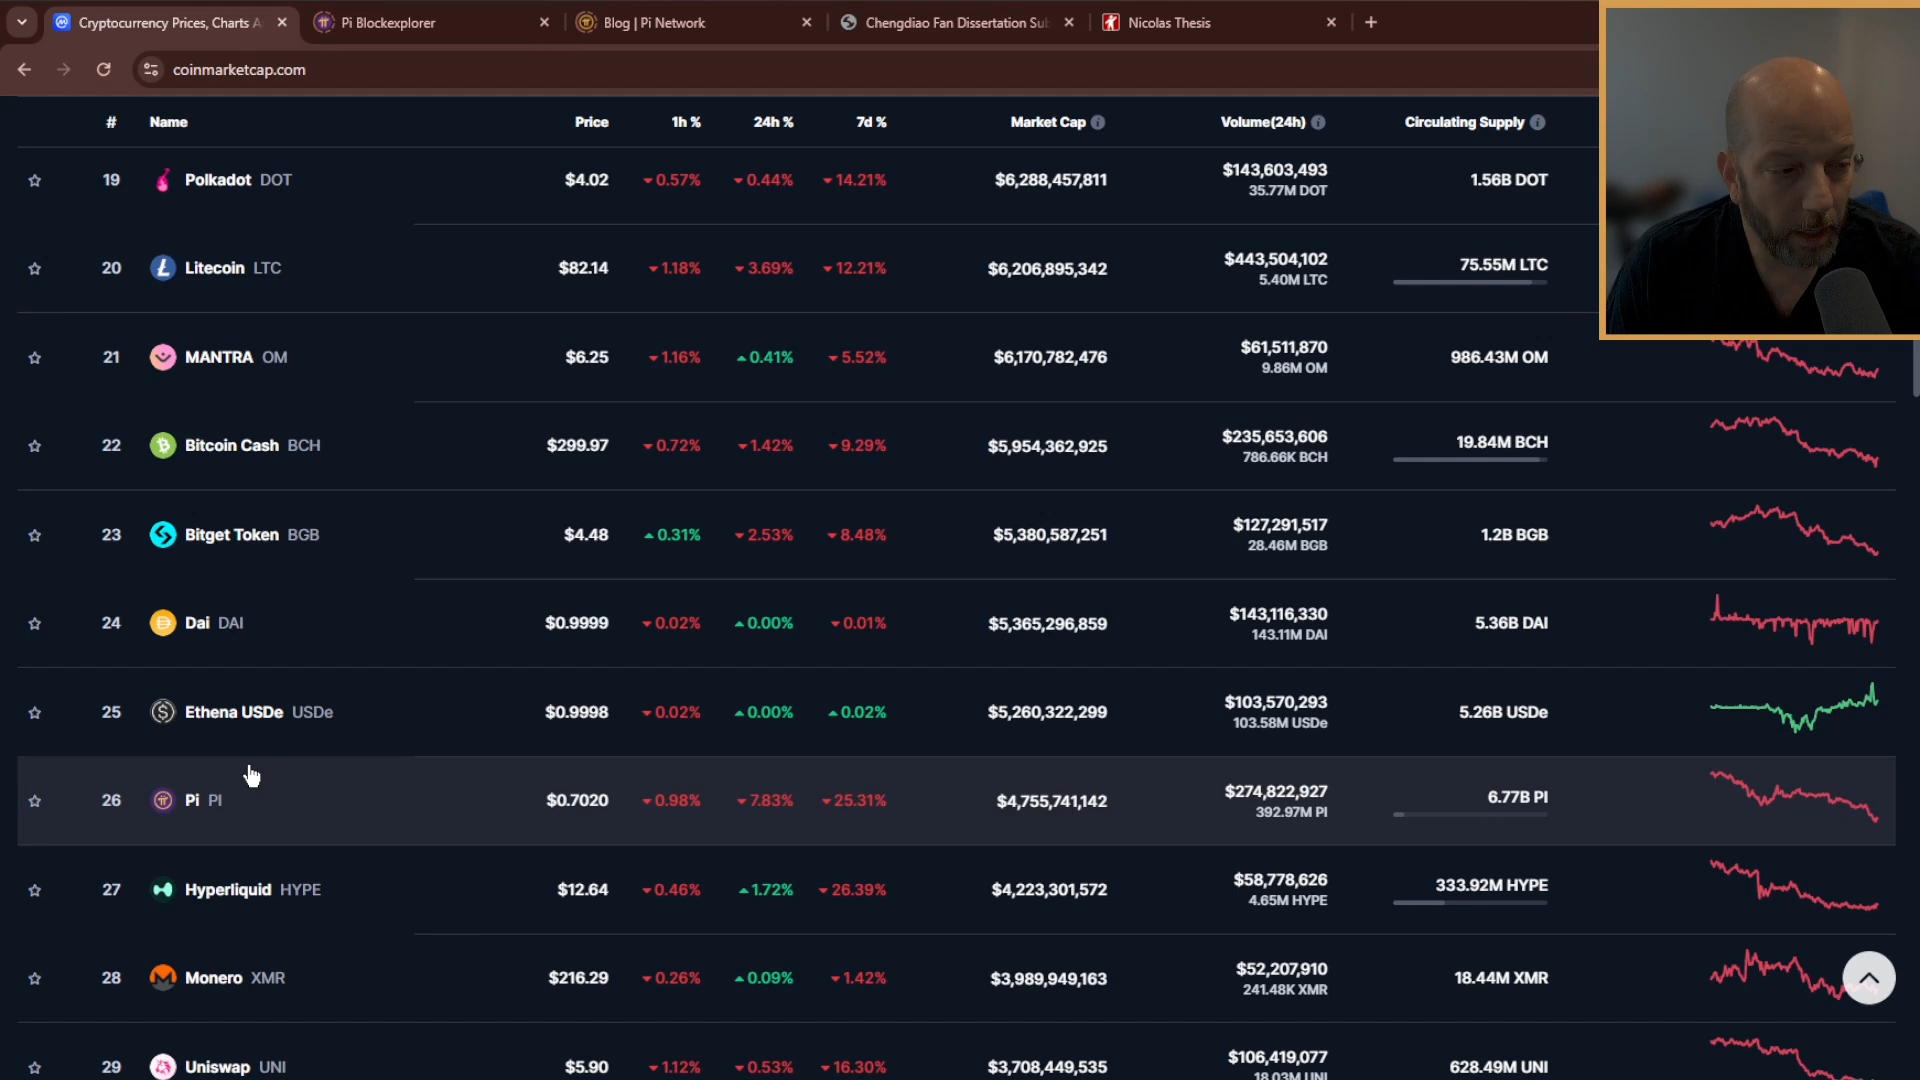 Cryptocurrency Prices, Charts A
Pi Blockexplorer
Blog | Pi Network
Chengdiao Fan Dissertation Sub
Nicolas Thesis
coinmarketcap.com
# Name Price 1h % 24h % 7d % Market Cap Volume(24h) Circulating Supply
19 Polkadot DOT $4.02 0.57% 0.44% 14.21% $6,288,457,811 $143,603,493 1.56B DOT
35.77M DOT
20 Litecoin LTC $82.14 1.18% 3.69% 12.21% $6,206,895,342 $443,504,102 75.55M LTC
5.40M LTC
21 MANTRA OM $6.25 1.16% 0.41% 5.52% $6,170,782,476 $61,511,870 986.43M OM
9.86M OM
22 Bitcoin Cash BCH $299.97 0.72% 1.42% 9.29% $5,954,362,925 $235,653,606 19.84M BCH
786.66K BCH
23 Bitget Token BGB $4.48 0.31% 2.53% 8.48% $5,380,587,251 $127,291,517 1.2B BGB
28.46M BGB
24 Dai DAI $0.9999 0.02% 0.00% 0.01% $5,365,296,859 $143,116,330 5.36B DAI
143.11M DAI
25 Ethena USDe USDe $0.9998 0.02% 0.00% 0.02% $5,260,322,299 $103,570,293 5.26B USDe
103.58M USDe
26 Pi PI $0.7020 0.98% 7.83% 25.31% $4,755,741,142 $274,822,927 6.77B PI
392.97M PI
27 Hyperliquid HYPE $12.64 0.46% 1.72% 26.39% $4,223,301,572 $58,778,626 333.92M HYPE
4.65M HYPE
28 Monero XMR $216.29 0.26% 0.09% 1.42% $3,989,949,163 $52,207,910 18.44M XMR
241.48K XMR
29 Uniswap UNI $5.90 1.12% 0.53% 16.30% $3,708,449,535 $106,419,077 628.49M UNI
18.03M UNI